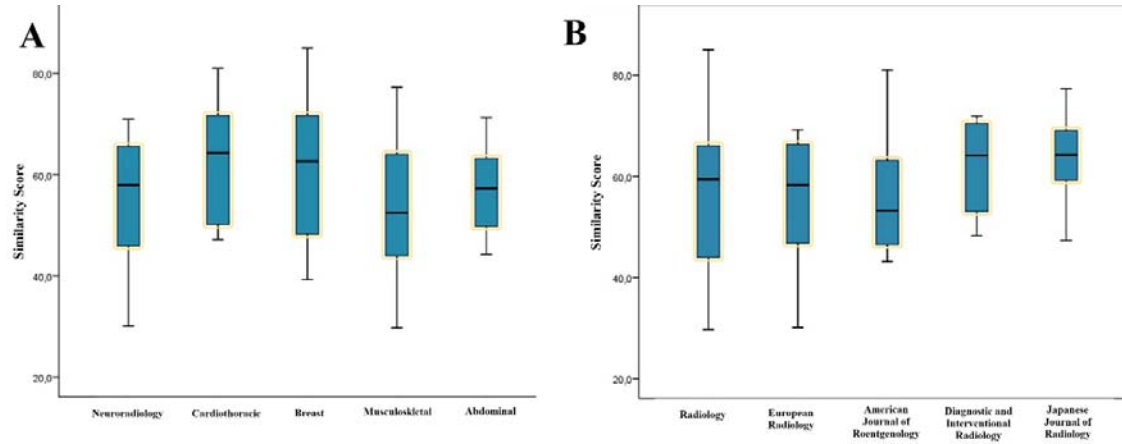 A
Similarity Score
80,0
60,0
40,0
20,0
Neuroradiology Cardiothoracic Breast Musculoskletal Abdominal
B
Similarity Score
80,0
60,0
40,0
20,0
Radiology
European
Radiology
American
Journal of
Roentgenology
Diagnostic and
Interventional
Radiology
Japanese
Journal of
Radiology